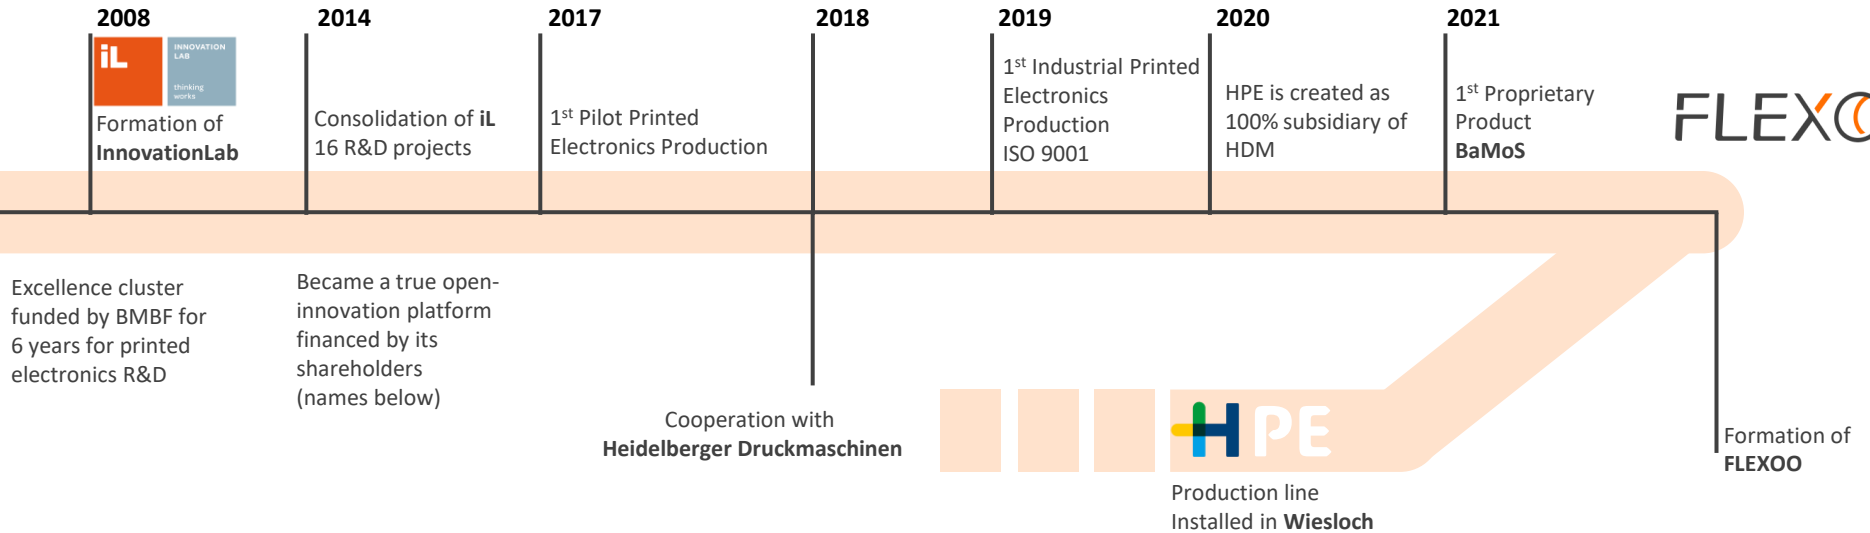 2008
2014
2017
2018
2019
2020
2021
iL
INNOVATION
LAB
thinking
works
Formation of
InnovationLab
Consolidation of iL
16 R&D projects
1st Pilot Printed
Electronics Production
1st Industrial Printed
Electronics
Production
ISO 9001
HPE is created as
100% subsidiary of
HDM
1st Proprietary
Product
BaMoS
FLEXO
Excellence cluster
funded by BMBF for
6 years for printed
electronics R&D
Became a true open-
innovation platform
financed by its
shareholders
(names below)
Cooperation with
Heidelberger Druckmaschinen
HPE
Production line
Installed in Wiesloch
Formation of
FLEXOO